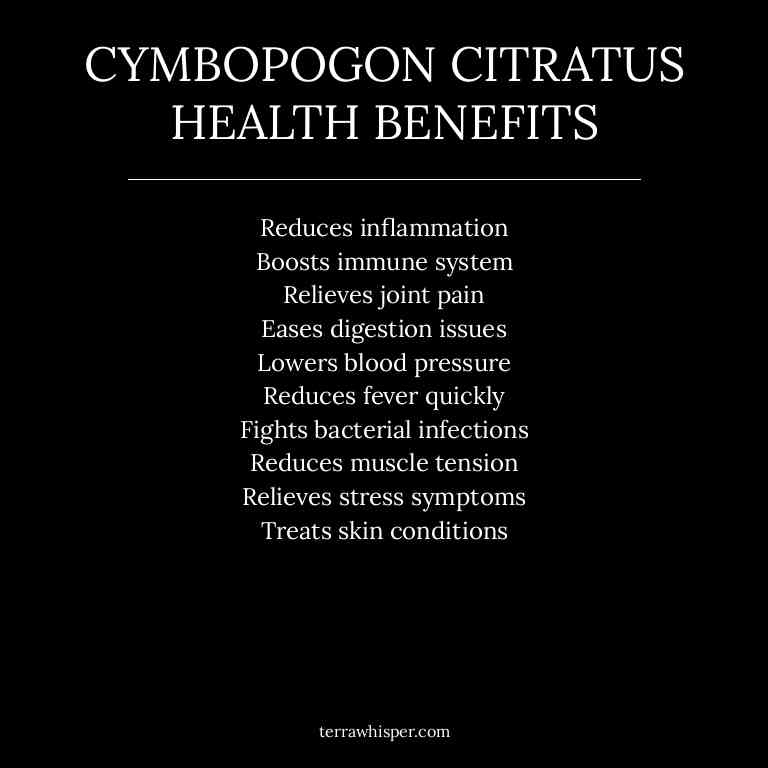 CYMBOPOGON CITRATUS
HEALTH BENEFITS
Reduces inflammation
Boosts immune system
Relieves joint pain
Eases digestion issues
Lowers blood pressure
Reduces fever quickly
Fights bacterial infections
Reduces muscle tension
Relieves stress symptoms
Treats skin conditions
terrawhisper.com